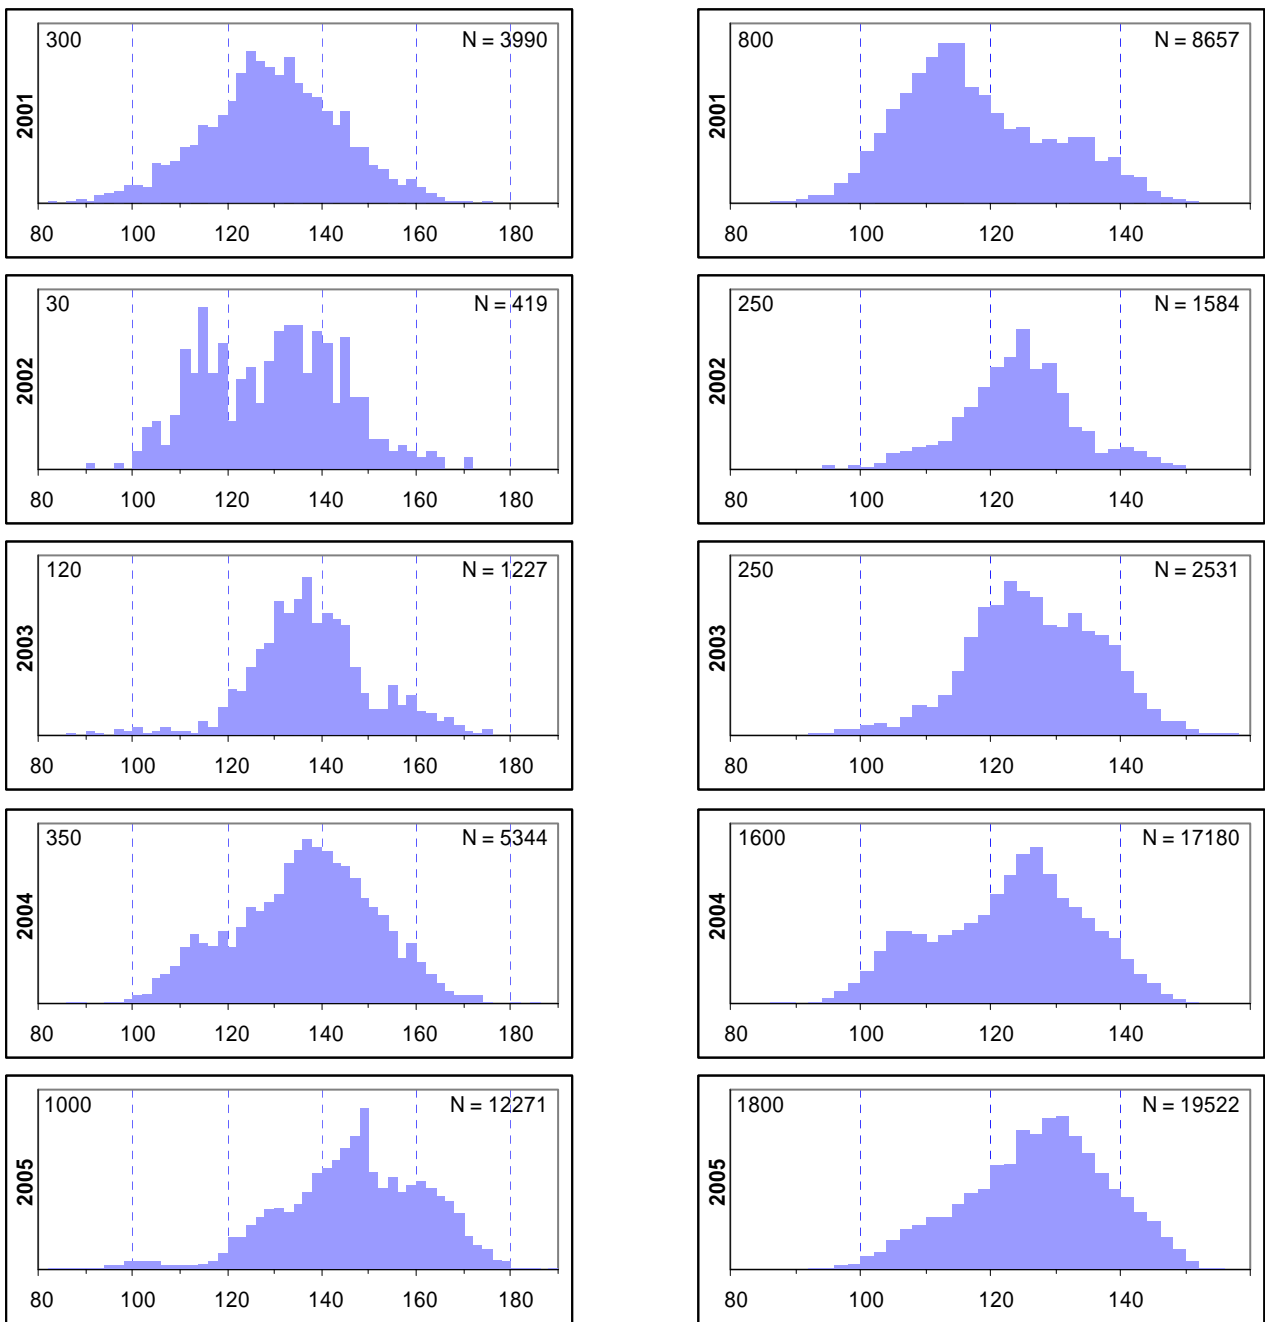 300 N = 3990
2001
80 100 120 140 160 180
800 N = 8657
2001
80 100 120 140
30 N = 419
2002
80 100 120 140 160 180
250 N = 1584
2002
80 100 120 140
120 N = 1227
2003
80 100 120 140 160 180
250 N = 2531
2003
80 100 120 140
350 N = 5344
2004
80 100 120 140 160 180
1600 N = 17180
2004
80 100 120 140
1000 N = 12271
2005
80 100 120 140 160 180
1800 N = 19522
2005
80 100 120 140